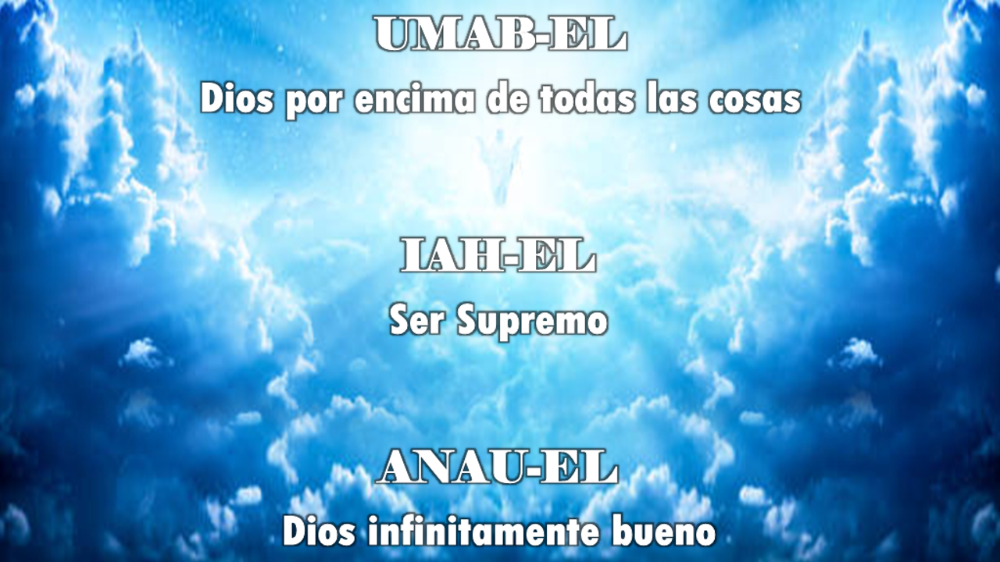 UMAB-EL
Dios por encima de todas las cosas
IAH-EL
Ser Supremo
ANAU-EL
Dios infinitamente bueno